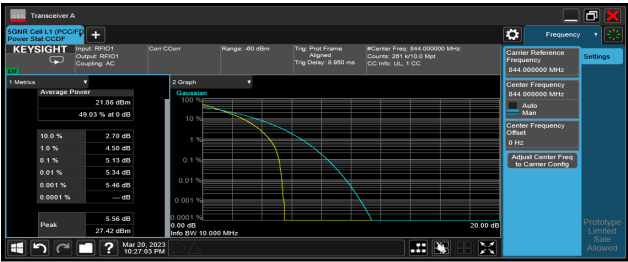 Transceiver A
5GNR Cell L1 (PCC/FD
Power Stat CCDF
Frequency
KEYSIGHT
LXI
Input: RFIO1
Output: RFIO1
Coupling: AC
Corr CCorr
Range: -60 dBm
Trig: Prot Frame
Aligned
Trig Delay: 8.950 ms
#Center Freq: 844.000000 MHz
Counts: 261 k/10.0 Mpt
CC Info: UL, 1 CC
Carrier Reference
Frequency
844.000000 MHz
Settings
Center Frequency
844.000000 MHz
Auto
Man
Center Frequency
Offset
0 Hz
Adjust Center Freq
to Carrier Config
1 Metrics
Average Power
21.86 dBm
49.03 % at 0 dB
10.0 % 2.70 dB
1.0 % 4.50 dB
0.1 % 5.13 dB
0.01 % 5.34 dB
0.001 % 5.46 dB
0.0001 % --- dB
Peak 5.56 dB
27.42 dBm
2 Graph
Gaussian
100 %
10 %
1 %
0.1 %
0.01 %
0.001 %
0.0001 %
0.00 dB 20.00 dB
Info BW 10.000 MHz
Mar 20, 2023
10:27:03 PM
Prototype
Limited
Sale
Allowed